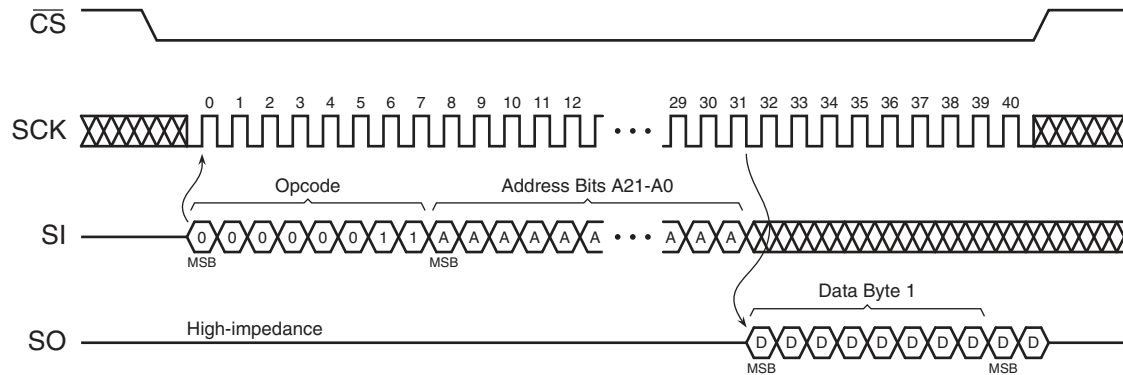 CS
0 1 2 3 4 5 6 7 8 9 10 11 12 29 30 31 32 33 34 35 36 37 38 39 40
SCK
Opcode Address Bits A21-A0
SI 0 0 0 0 0 0 1 1 A A A A A A A A A
MSB MSB
Data Byte 1
High-impedance
SO D D D D D D D D D D
MSB MSB